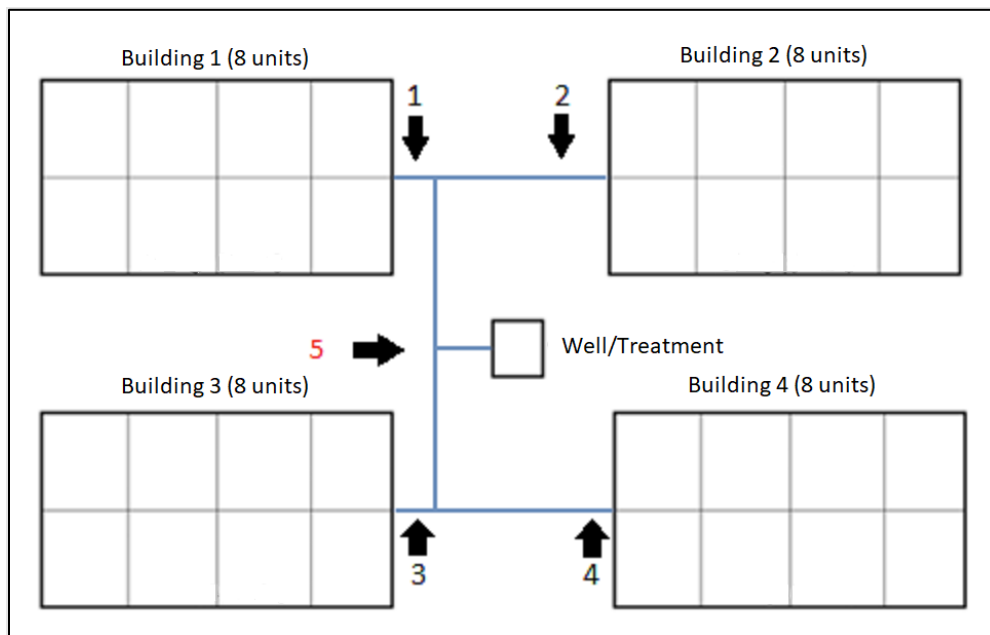 Building 1 (8 units)
Building 2 (8 units)
1
2
5
Well/Treatment
Building 3 (8 units)
Building 4 (8 units)
3
4